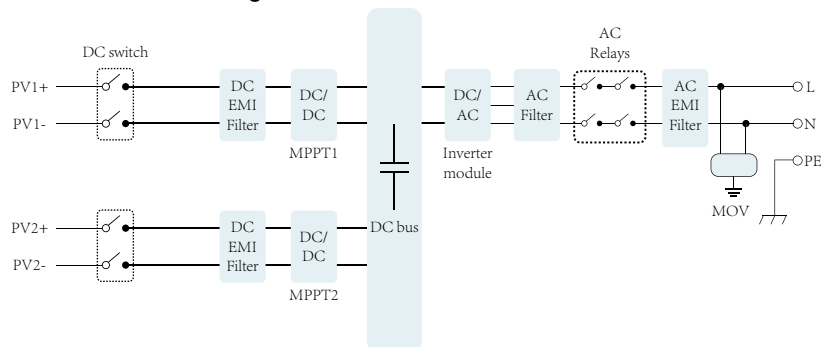 DC switch
PV1+
PV1-
DC
EMI
Filter
DC/
DC
MPPT1
DC/
AC
Inverter
module
AC
Filter
AC
Relays
AC
EMI
Filter
L
N
PE
MOV
DC bus
PV2+
PV2-
DC
EMI
Filter
DC/
DC
MPPT2